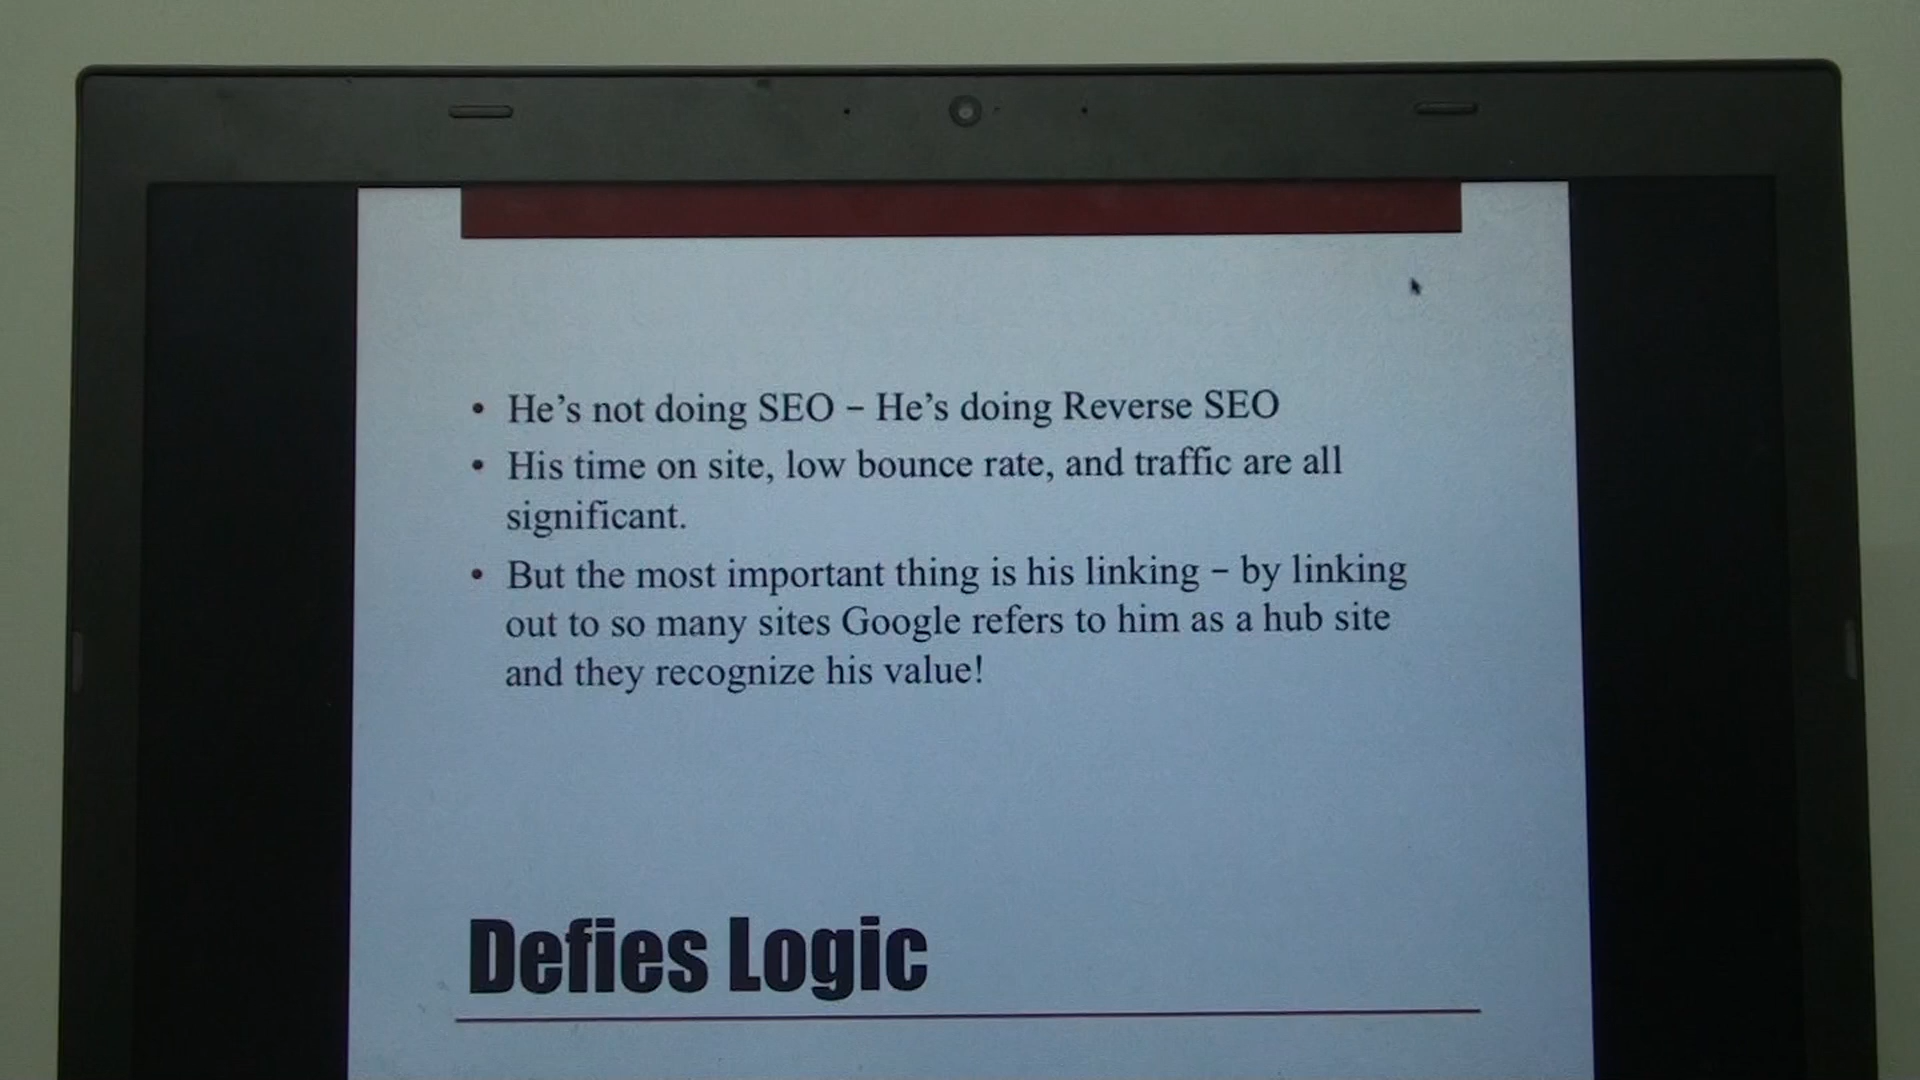 • He's not doing SEO – He's doing Reverse SEO
• His time on site, low bounce rate, and traffic are all
significant.
• But the most important thing is his linking – by linking
out to so many sites Google refers to him as a hub site
and they recognize his value!
Defies Logic